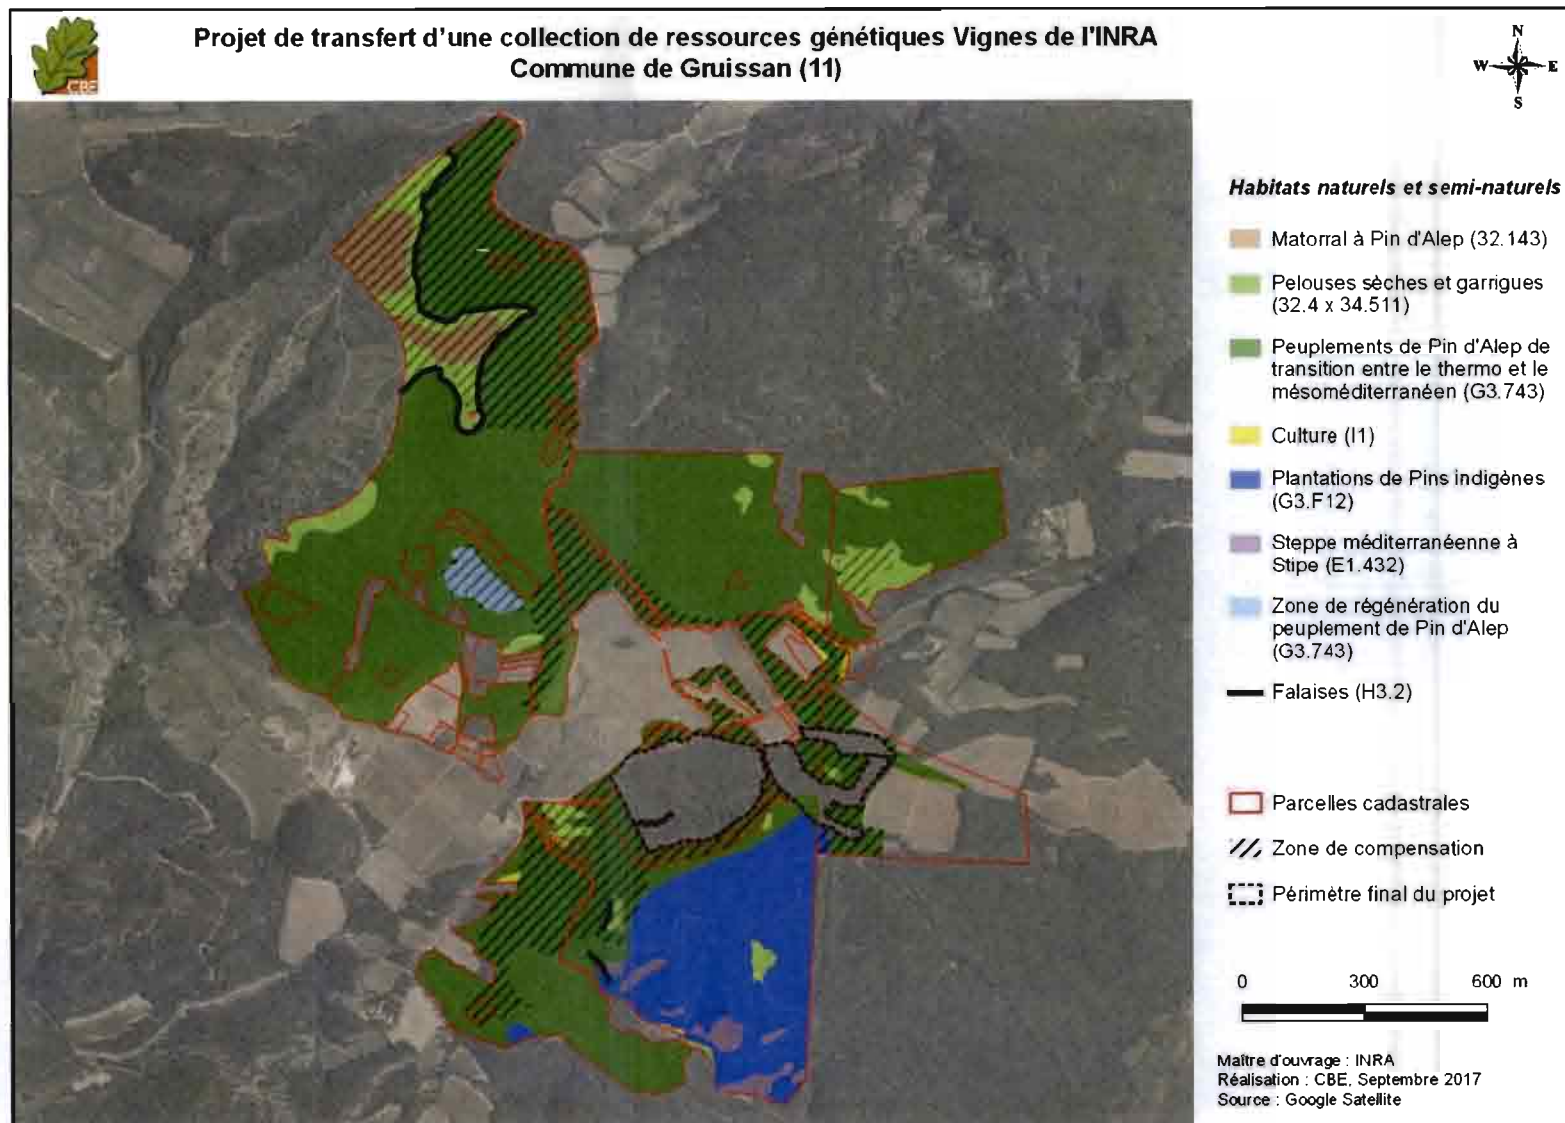 Projet de transfert d'une collection de ressources génétiques Vignes de l'INRA
Commune de Gruissan (11)
CBE
N
W
E
S
Habitats naturels et semi-naturels
Matorral à Pin d'Alep (32.143)
Pelouses sèches et garrigues
(32.4 x 34.511)
Peuplements de Pin d'Alep de
transition entre le thermo et le
mésoméditerranéen (G3.743)
Culture (I1)
Plantations de Pins indigènes
(G3.F12)
Steppe méditerranéenne à
Stipe (E1.432)
Zone de régénération du
peuplement de Pin d'Alep
(G3.743)
Falaises (H3.2)
Parcelles cadastrales
Zone de compensation
Périmètre final du projet
0 300 600 m
Maître d'ouvrage : INRA
Réalisation : CBE, Septembre 2017
Source : Google Satellite